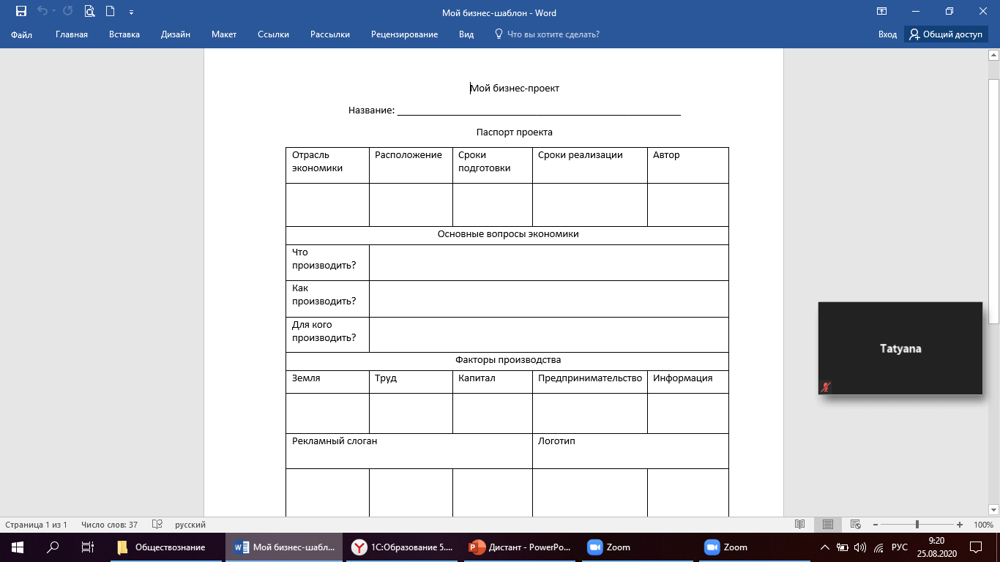 Мой бизнес-шаблон - Word
Файл Главная Вставка Дизайн Макет Ссылки Рассылки Рецензирование Вид Что вы хотите сделать? Вход Общий доступ
Мой бизнес-проект
Название: ____________________________________________________
Паспорт проекта
Отрасль экономики Расположение Сроки подготовки Сроки реализации Автор
Основные вопросы экономики
Что
производить?
Как
производить?
Для кого
производить?
Факторы производства
Земля Труд Капитал Предпринимательство Информация
Рекламный слоган Логотип
Tatyana
Страница 1 из 1 Число слов: 37 русский 100%
Обществознание Мой бизнес-шабл... 1С:Образование 5.... Дистант - PowerPo... Zoom Zoom РУС 9:20
25.08.2020